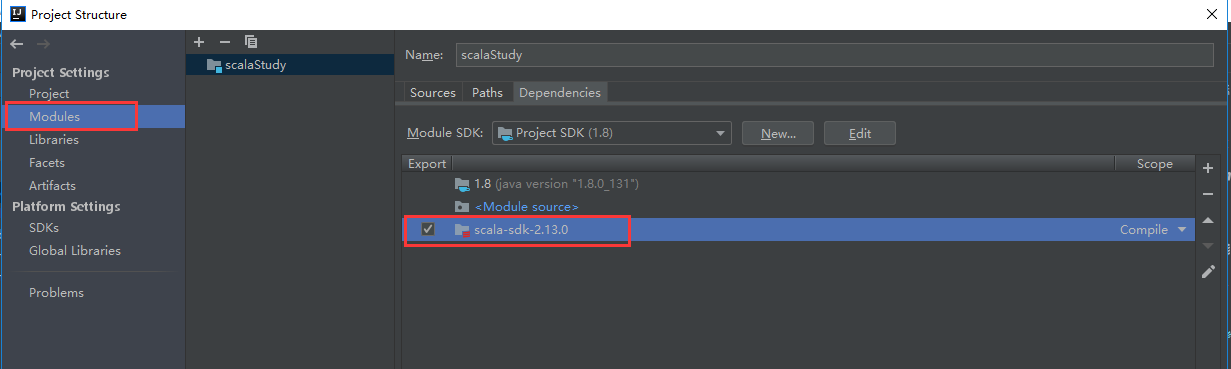 IJ Project Structure
Project Settings
Project
Modules
Libraries
Facets
Artifacts
Platform Settings
SDKs
Global Libraries
Problems
scalaStudy
Name: scalaStudy
Sources Paths Dependencies
Module SDK: Project SDK (1.8) New... Edit
Export Scope
1.8 (java version "1.8.0_131")
<Module source>
scala-sdk-2.13.0 Compile